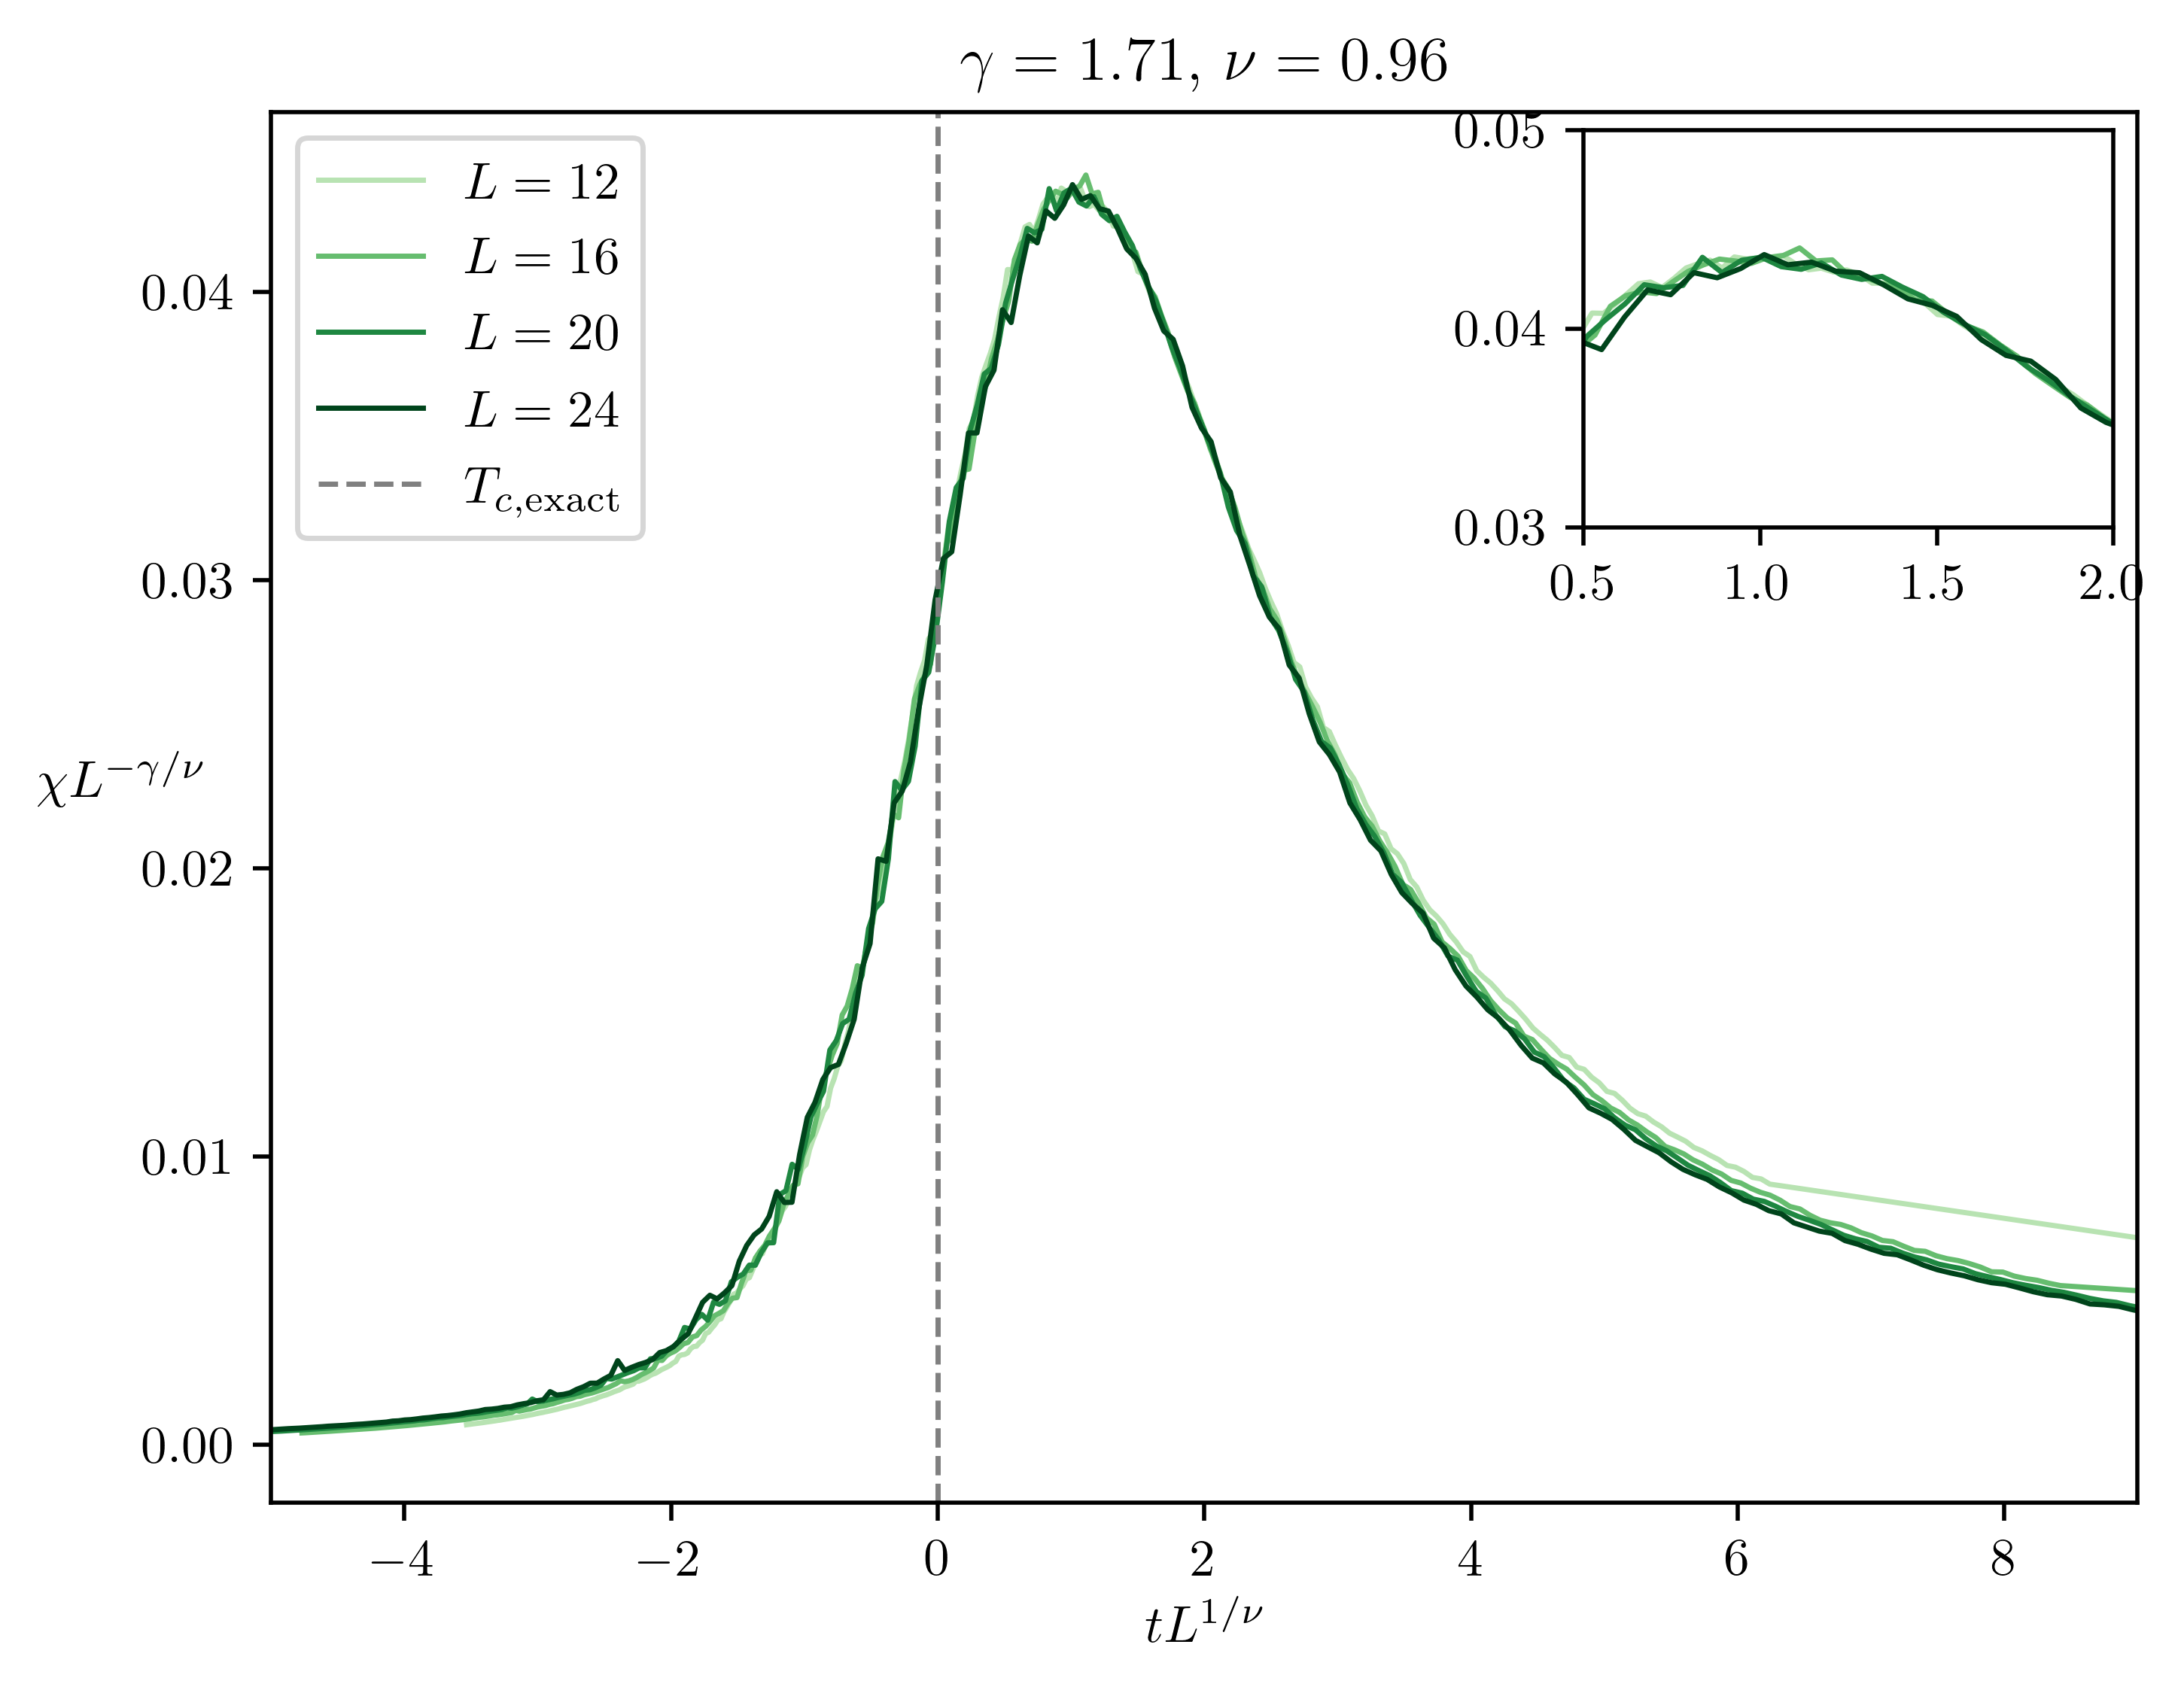 γ = 1.71, ν = 0.96
L = 12
L = 16
L = 20
L = 24
T_{c,exact}
0.05
0.04
0.03
0.5 1.0 1.5 2.0
0.04
0.03
χL^{−γ/ν}
0.02
0.01
0.00
−4 −2 0 2 4 6 8
tL^{1/ν}